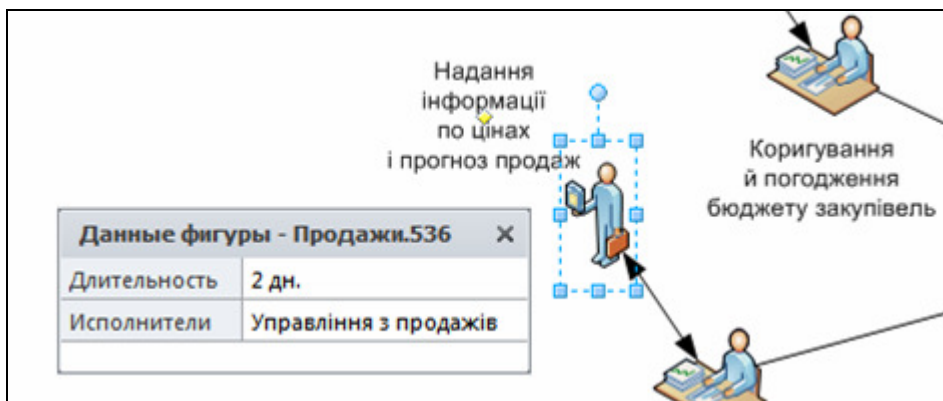 Надання
інформації
по цінах
і прогноз продаж
Коригування
й погодження
бюджету закупівель
Данные фигуры - Продажи.536
Длительность 2 дн.
Исполнители Управління з продажів